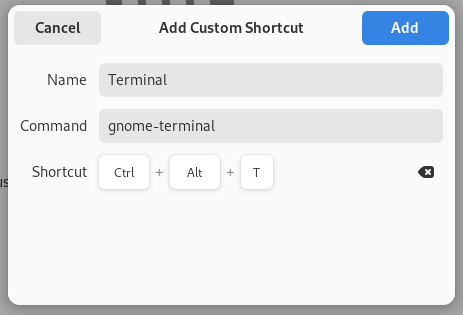 Cancel Add Custom Shortcut Add
Name Terminal
Command gnome-terminal
Shortcut Ctrl + Alt + T